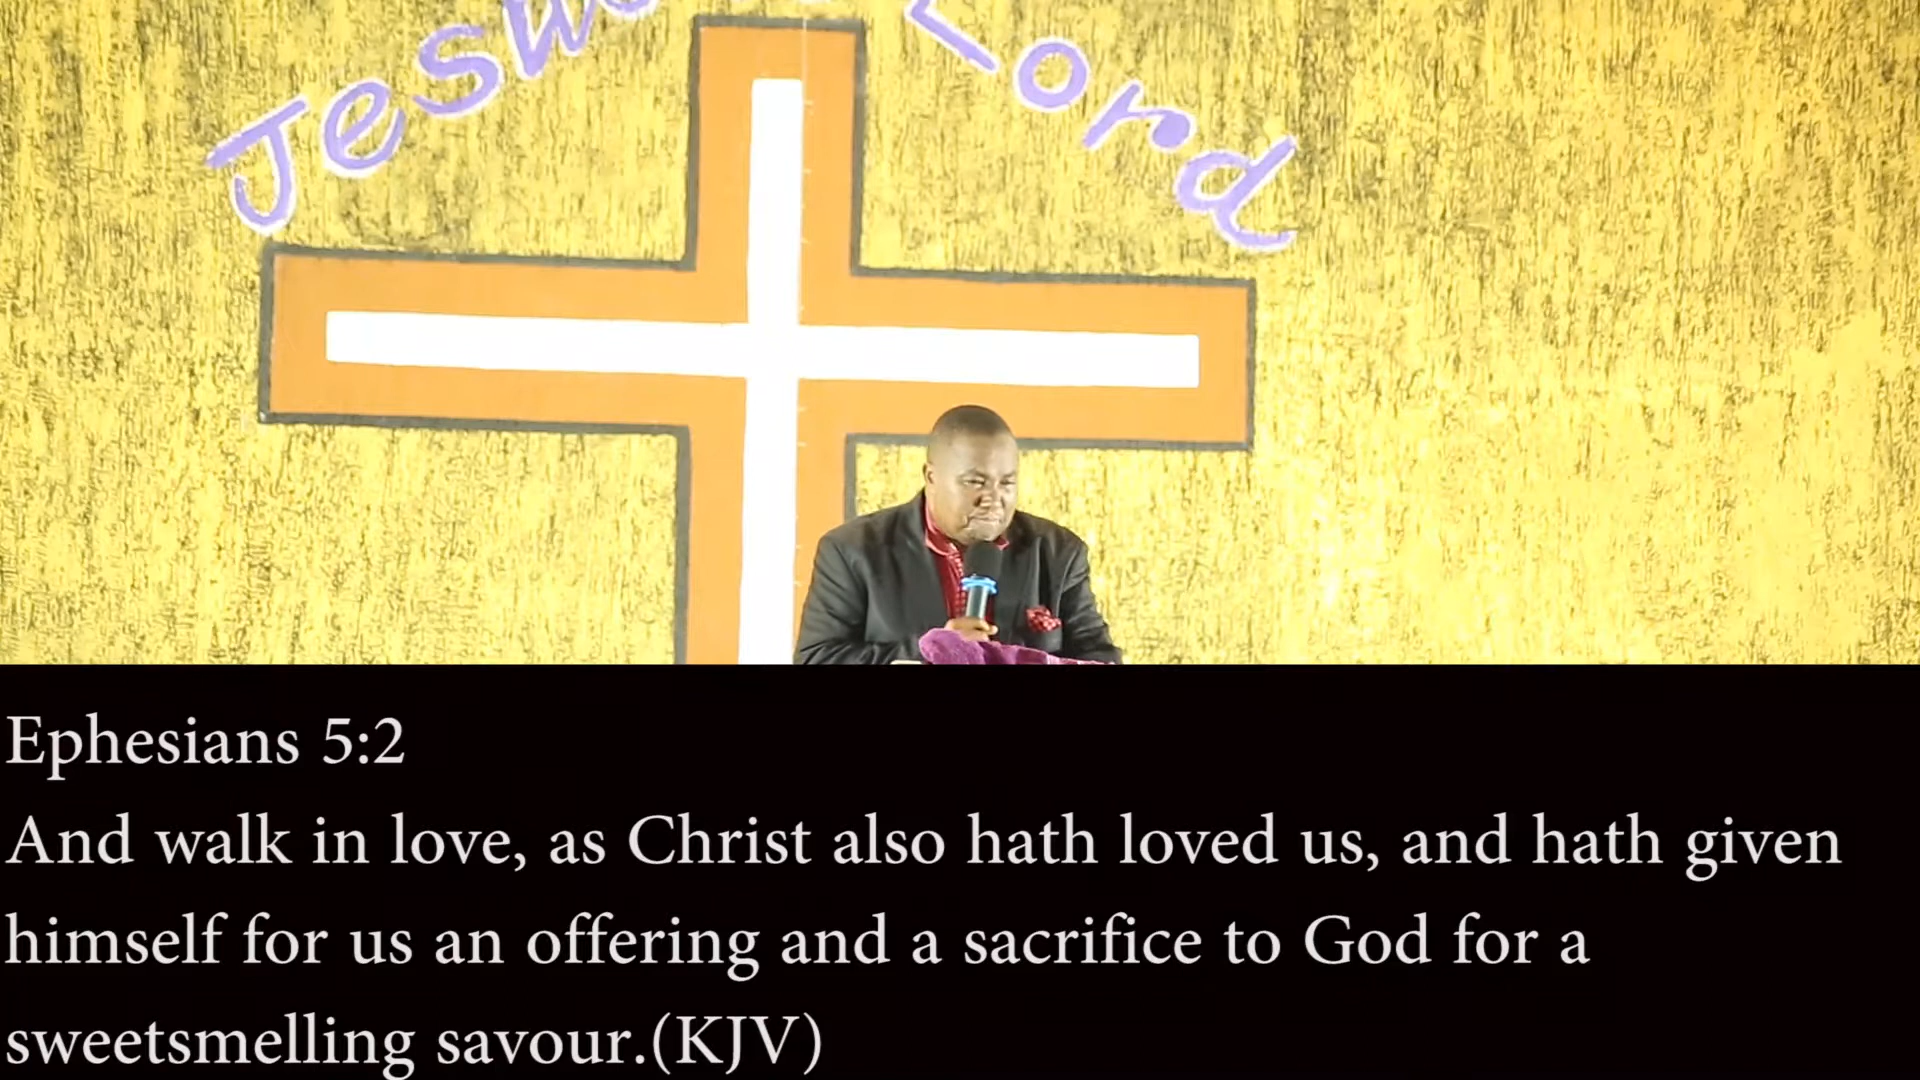 Lord
Ephesians 5:2
And walk in love, as Christ also hath loved us, and hath given
himself for us an offering and a sacrifice to God for a
sweetsmelling savour.(KJV)